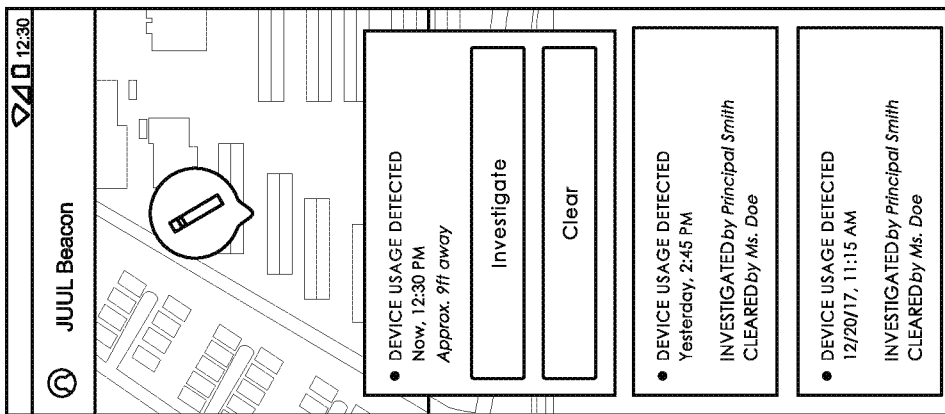 12:30
JUUL Beacon
DEVICE USAGE DETECTED
Now, 12:30 PM
Approx. 9ft away
Investigate
Clear
DEVICE USAGE DETECTED
Yesterday, 2:45 PM
INVESTIGATED by Principal Smith
CLEARED by Ms. Doe
DEVICE USAGE DETECTED
12/20/17, 11:15 AM
INVESTIGATED by Principal Smith
CLEARED by Ms. Doe